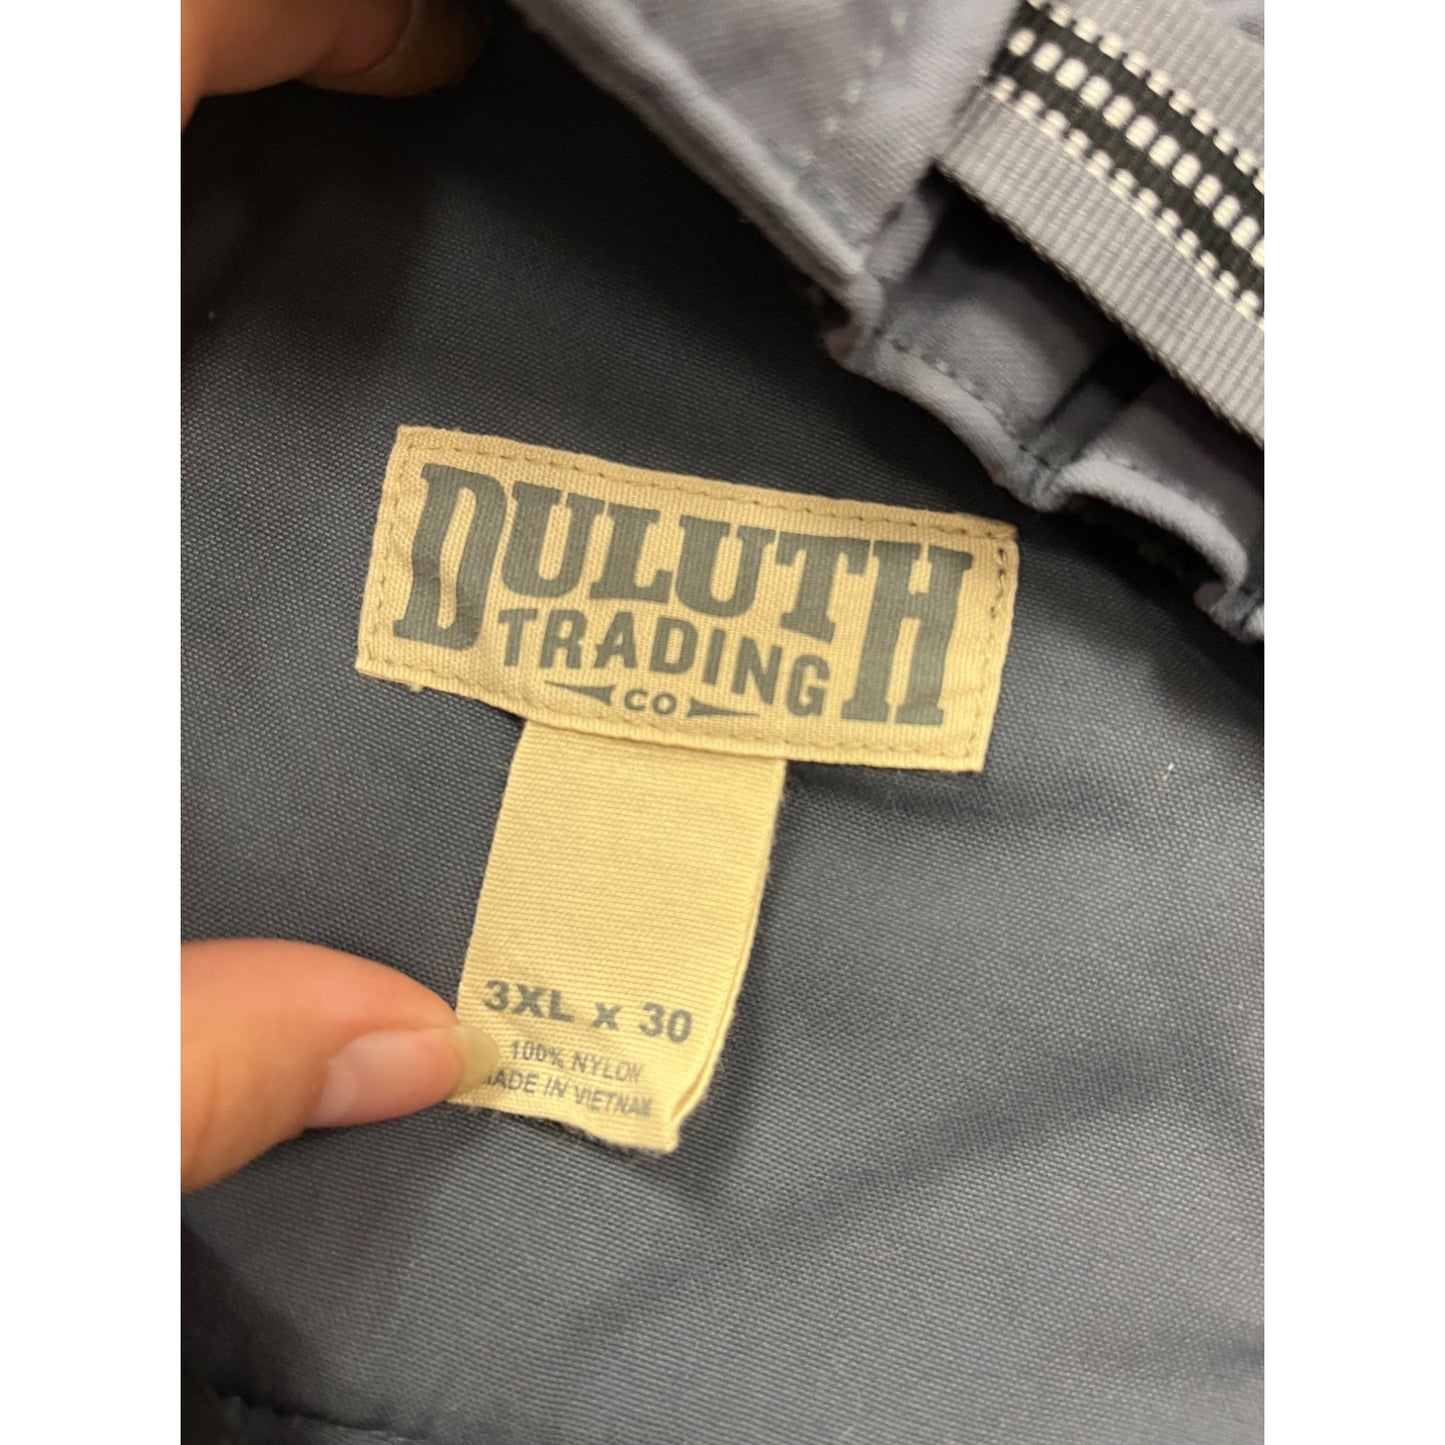 DULUTH
TRADING
CO
3XL x 30
100% NYLON
MADE IN VIETNAM